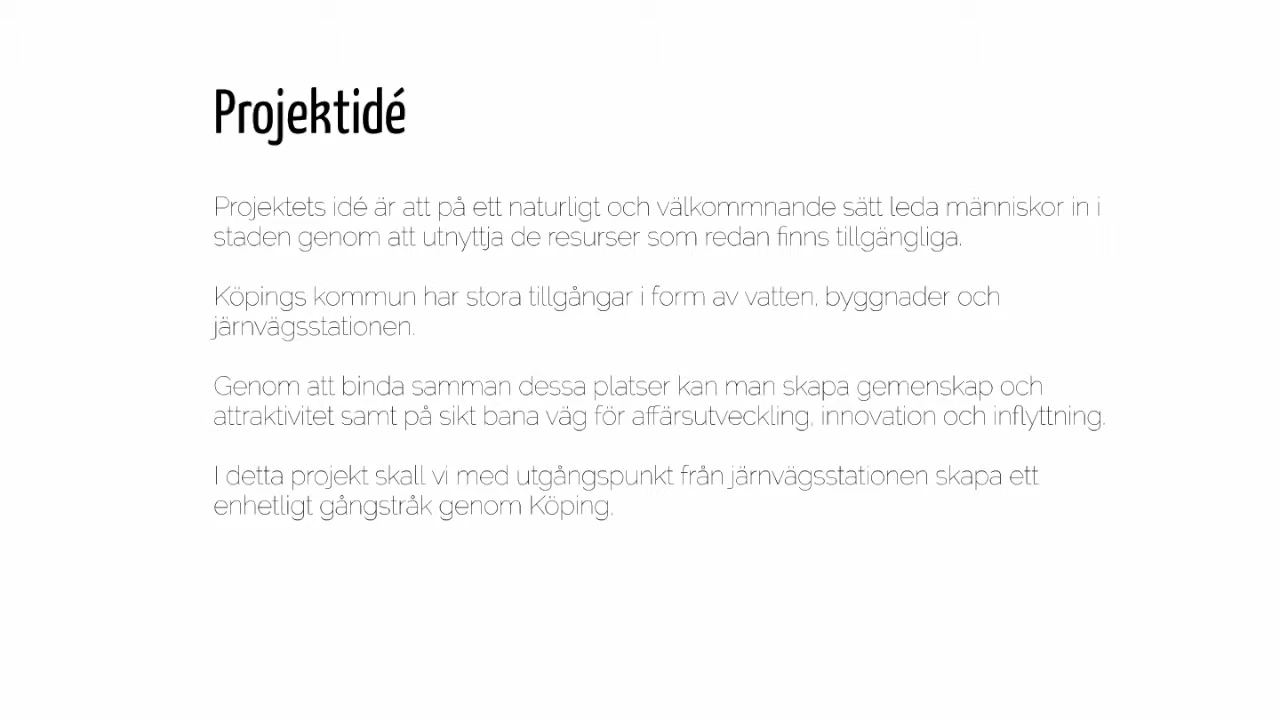 Projektidé
Projektets idé är att på ett naturligt och välkommnande sätt leda människor in i
staden genom att utnyttja de resurser som redan finns tillgängliga.
Köpings kommun har stora tillgångar i form av vatten, byggnader och
järnvägsstationen.
Genom att binda samman dessa platser kan man skapa gemenskap och
attraktivitet samt på sikt bana väg för affärsutveckling, innovation och inflyttning.
I detta projekt skall vi med utgångspunkt från järnvägsstationen skapa ett
enhetligt gångstråk genom Köping.